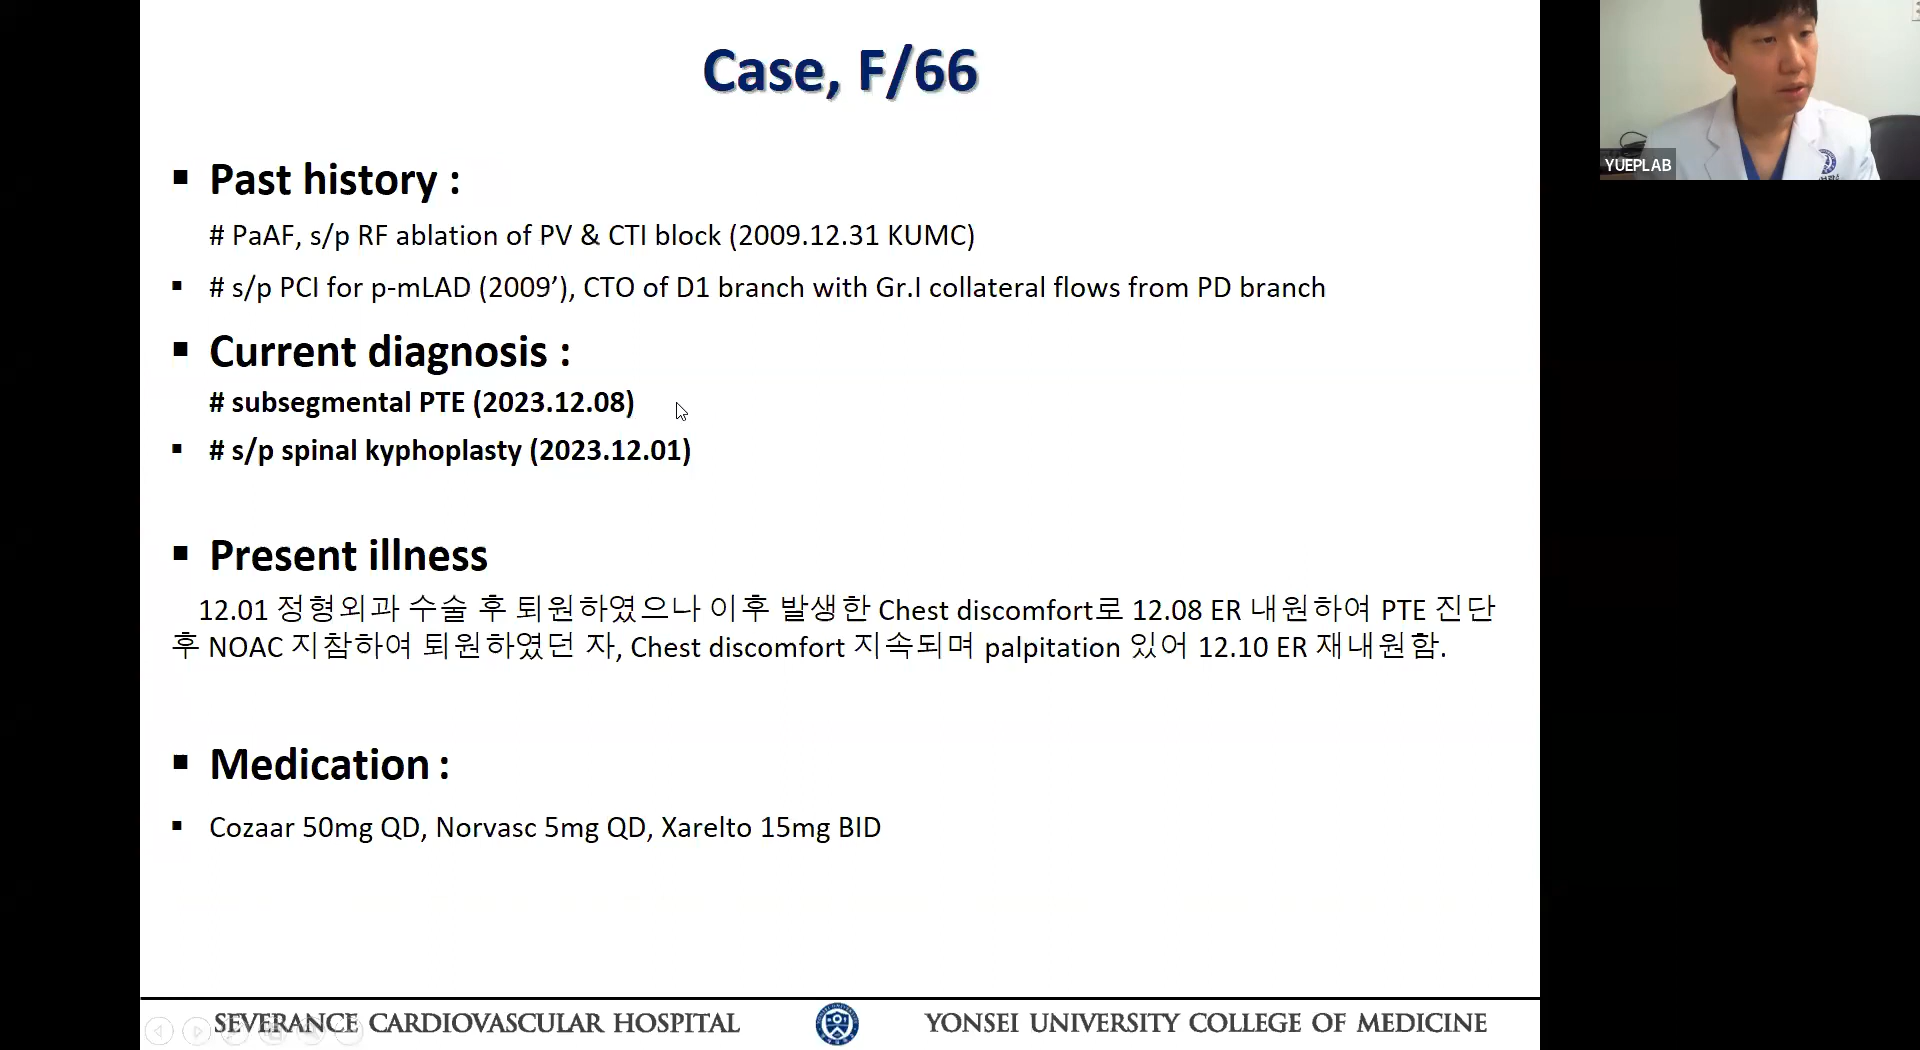 Case, F/66
YUEPLAB
▪ Past history :
# PaAF, s/p RF ablation of PV & CTI block (2009.12.31 KUMC)
▪ # s/p PCI for p-mLAD (2009’), CTO of D1 branch with Gr.I collateral flows from PD branch
▪ Current diagnosis :
# subsegmental PTE (2023.12.08)
▪ # s/p spinal kyphoplasty (2023.12.01)
▪ Present illness
12.01 정형외과 수술 후 퇴원하였으나 이후 발생한 Chest discomfort로 12.08 ER 내원하여 PTE 진단
후 NOAC 지참하여 퇴원하였던 자, Chest discomfort 지속되며 palpitation 있어 12.10 ER 재내원함.
▪ Medication :
▪ Cozaar 50mg QD, Norvasc 5mg QD, Xarelto 15mg BID
SEVERANCE CARDIOVASCULAR HOSPITAL YONSEI UNIVERSITY COLLEGE OF MEDICINE